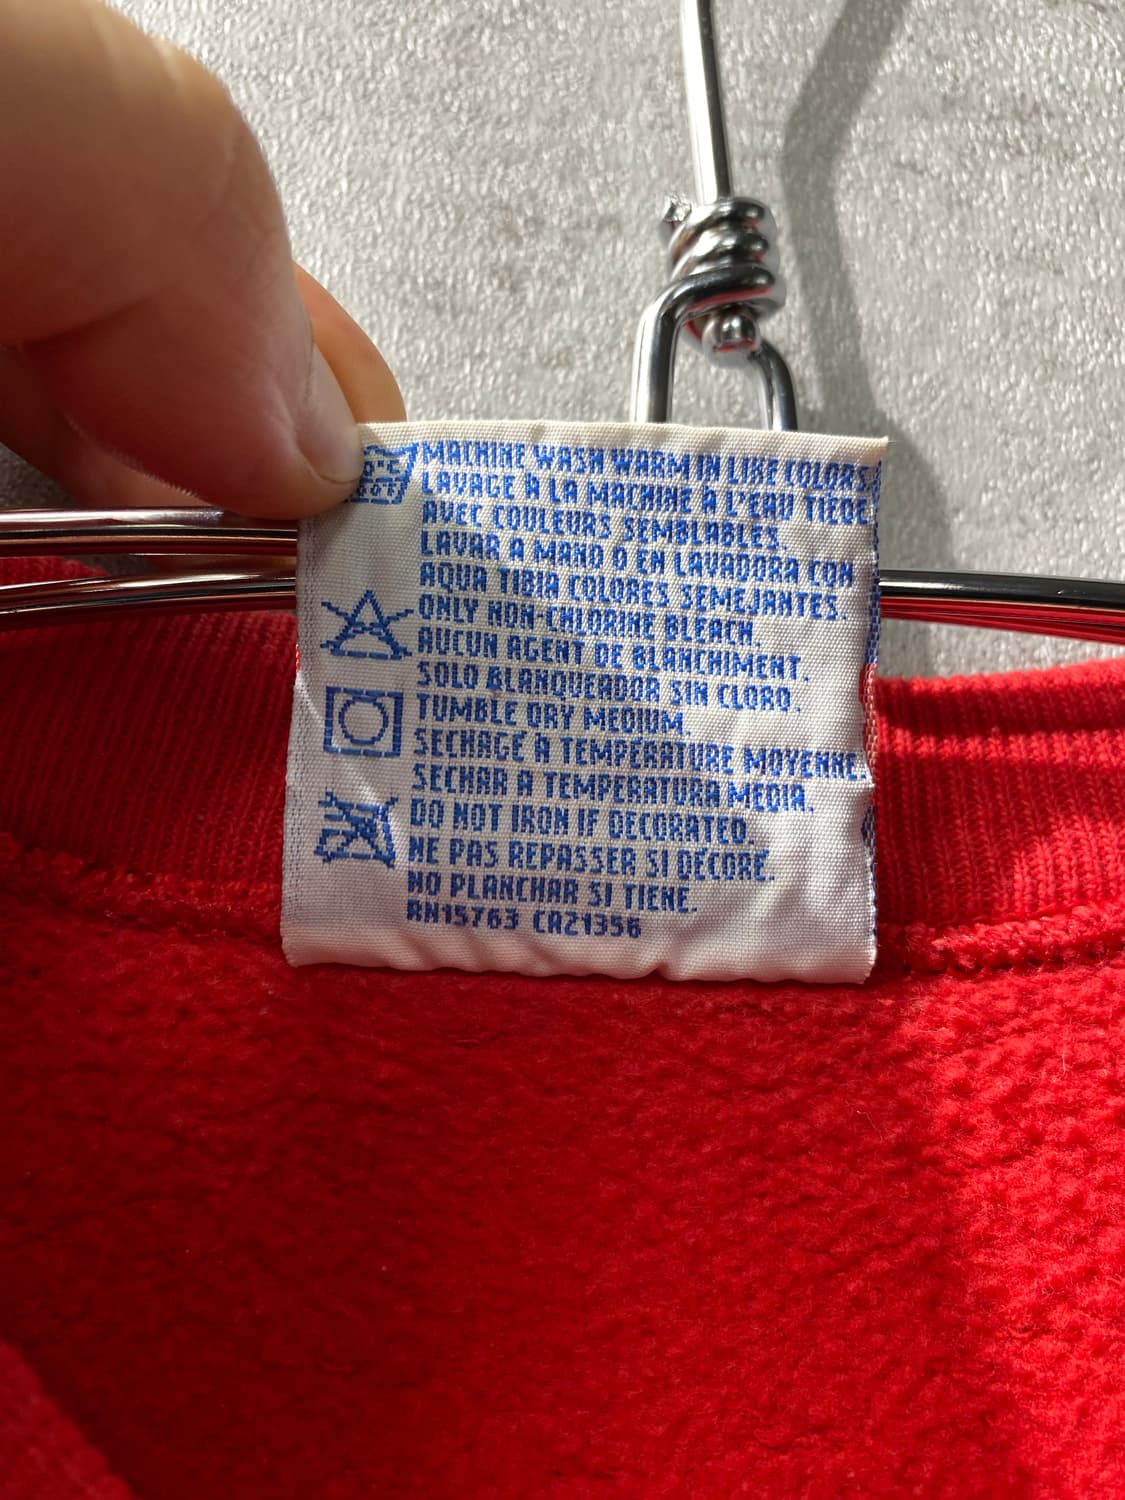 MACHINE WASH WARM IN LIKE COLORS.
LAVAGE À LA MACHINE À L'EAU TIEDE
AVEC COULEURS SEMBLABLES.
LAVAR A MANO O EN LAVADORA CON
AQUA TIBIA COLORES SEMEJANTES.
ONLY NON-CHLORINE BLEACH.
AUCUN AGENT DE BLANCHIMENT.
SOLO BLANQUEADOR SIN CLORO.
TUMBLE DRY MEDIUM.
SECHAGE À TEMPÉRATURE MOYENNE.
SECHAR A TEMPERATURA MEDIA.
DO NOT IRON IF DECORATED.
NE PAS REPASSER SI DÉCORÉ.
NO PLANCHAR SI TIENE.
RN15763 CA21356